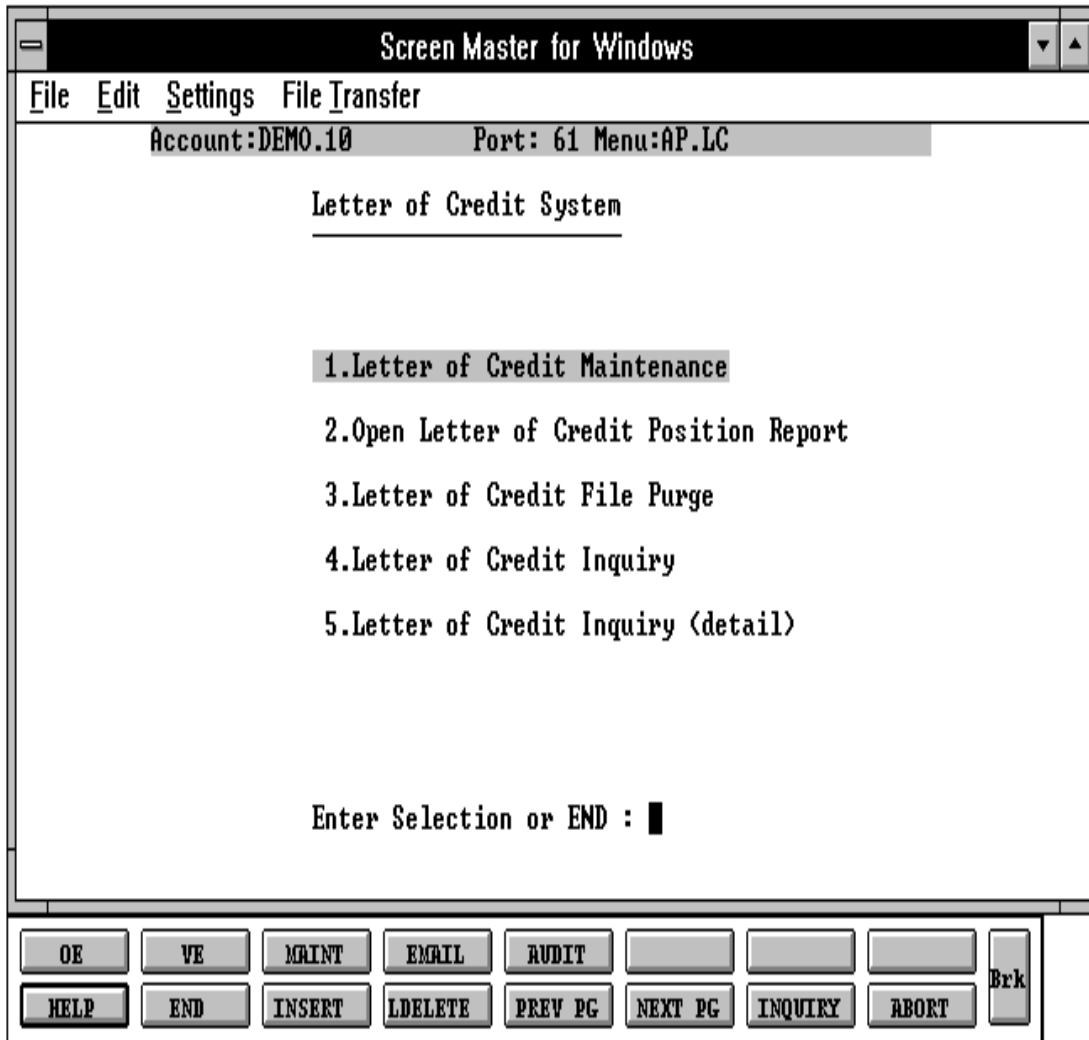 Screen Master for Windows
File Edit Settings File Transfer
Account:DEMO.10 Port: 61 Menu:AP.LC
Letter of Credit System
1.Letter of Credit Maintenance
2.Open Letter of Credit Position Report
3.Letter of Credit File Purge
4.Letter of Credit Inquiry
5.Letter of Credit Inquiry (detail)
Enter Selection or END :
OE VE MAINT EMAIL AUDIT
Brk
HELP END INSERT LDELETE PREV PG NEXT PG INQUIRY ABORT